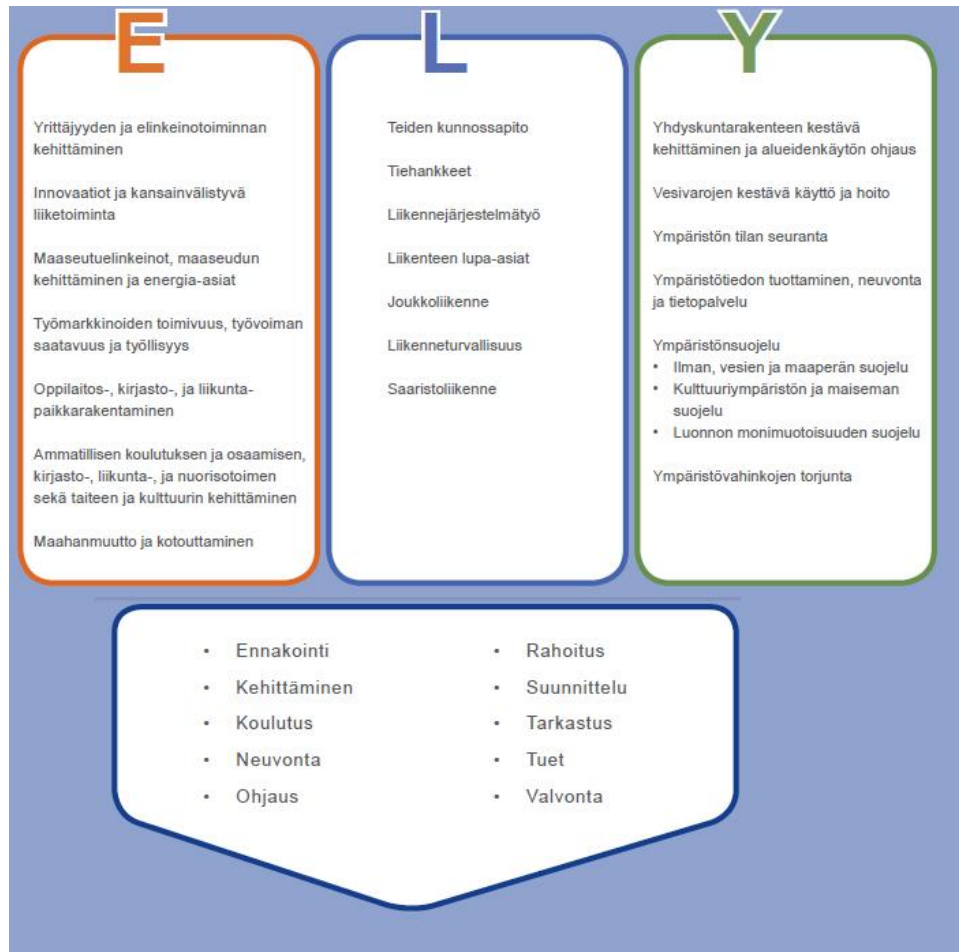 E
Yrittäjyyden ja elinkeinotoiminnan
kehittäminen
Innovaatiot ja kansainvälistyvä
liiketoiminta
Maaseutuelinkeinot, maaseudun
kehittäminen ja energia-asiat
Työmarkkinoiden toimivuus, työvoiman
saatavuus ja työllisyys
Oppilaitos-, kirjasto-, ja liikunta-
paikkarakentaminen
Ammatillisen koulutuksen ja osaamisen,
kirjasto-, liikunta-, ja nuorisotoimen
sekä taiteen ja kulttuurin kehittäminen
Maahanmuutto ja kotouttaminen
L
Teiden kunnossapito
Tiehankkeet
Liikennejärjestelmätyö
Liikenteen lupa-asiat
Joukkoliikenne
Liikenneturvallisuus
Saaristoliikenne
Y
Yhdyskuntarakenteen kestävä
kehittäminen ja alueidenkäytön ohjaus
Vesivarojen kestävä käyttö ja hoito
Ympäristön tilan seuranta
Ympäristötiedon tuottaminen, neuvonta
ja tietopalvelu
Ympäristönsuojelu
• Ilman, vesien ja maaperän suojelu
• Kulttuuriympäristön ja maiseman
suojelu
• Luonnon monimuotoisuuden suojelu
Ympäristövahinkojen torjunta
• Ennakointi
• Kehittäminen
• Koulutus
• Neuvonta
• Ohjaus
• Rahoitus
• Suunnittelu
• Tarkastus
• Tuet
• Valvonta